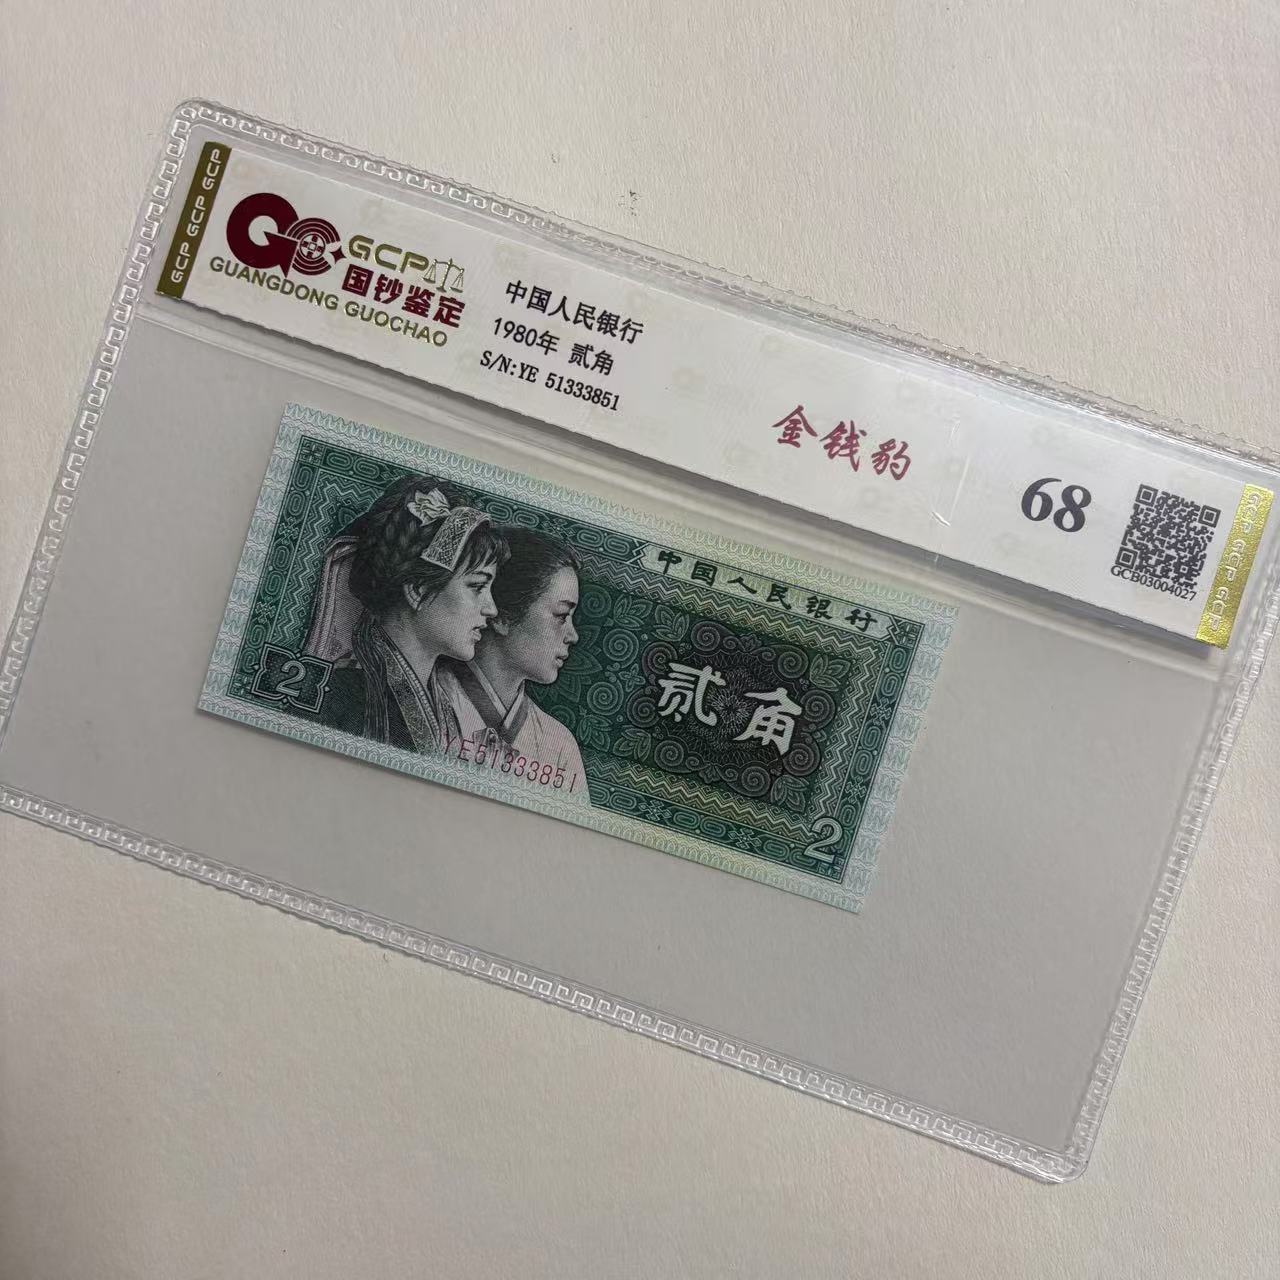 GCP GCP GCP
GCP
国钞鉴定
GUANGDONG GUOCHAO
中国人民银行
1980年 贰角
S/N:YE 51333851
金钱豹
68
GCB03004027
GCP GCP GCP
中国人民银行
贰角
2
YE51333851
2